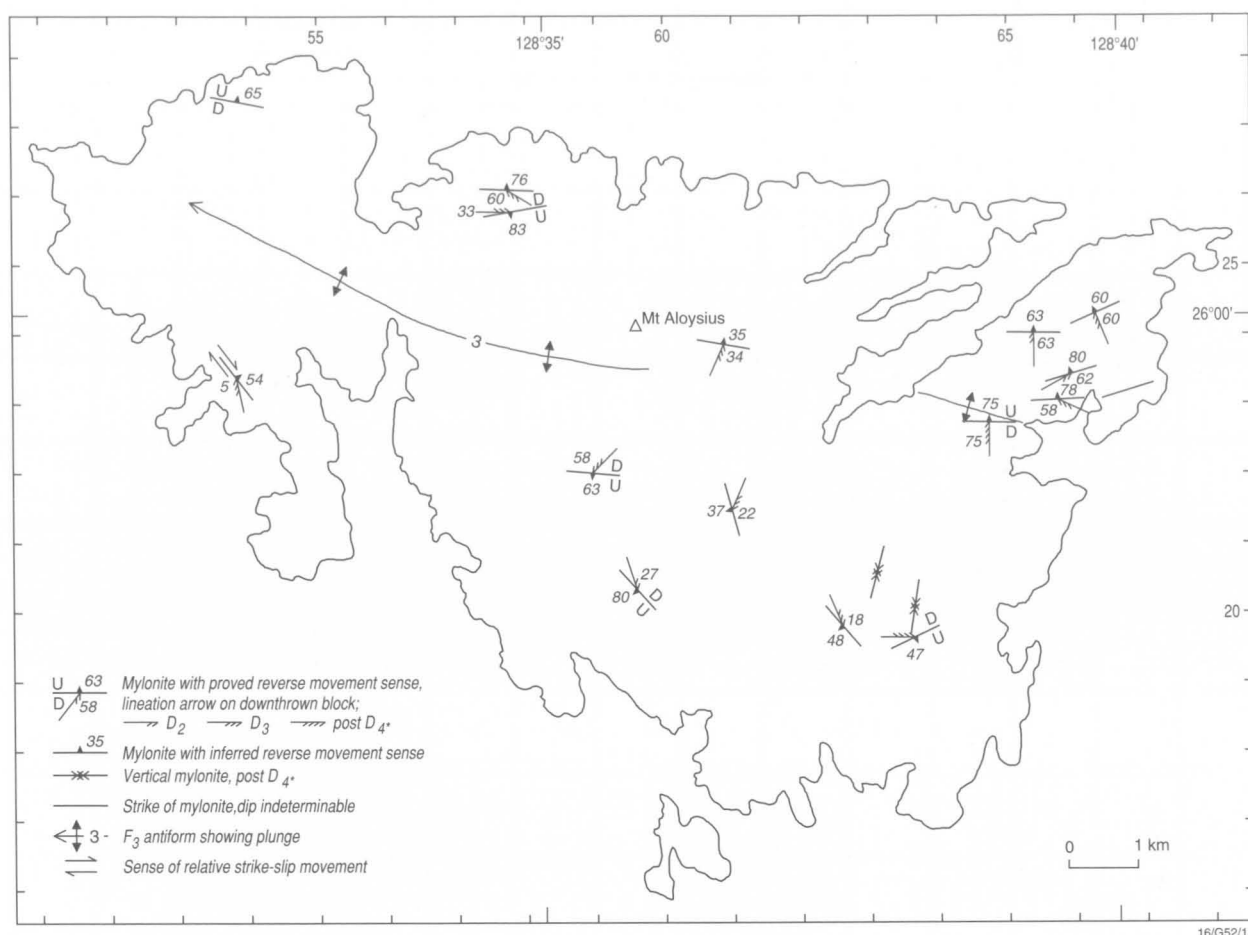 55 128°35' 60 65 128°40'
U 65
D
76
60 D
33 U
83
25
60
Mt Aloysius 63 60 26°00'
35
3 63
34 80
54 62
5 78
75 U 58
75 D
58 D
63 U
37 22
27
80 D
U
20
18 D
48 U
47
U 63 Mylonite with proved reverse movement sense,
D 58 lineation arrow on downthrown block;
D2 D3 post D4*
35
Mylonite with inferred reverse movement sense
Vertical mylonite, post D4*
Strike of mylonite, dip indeterminable
3 - F3 antiform showing plunge
0 1 km
Sense of relative strike-slip movement
16/G52/1